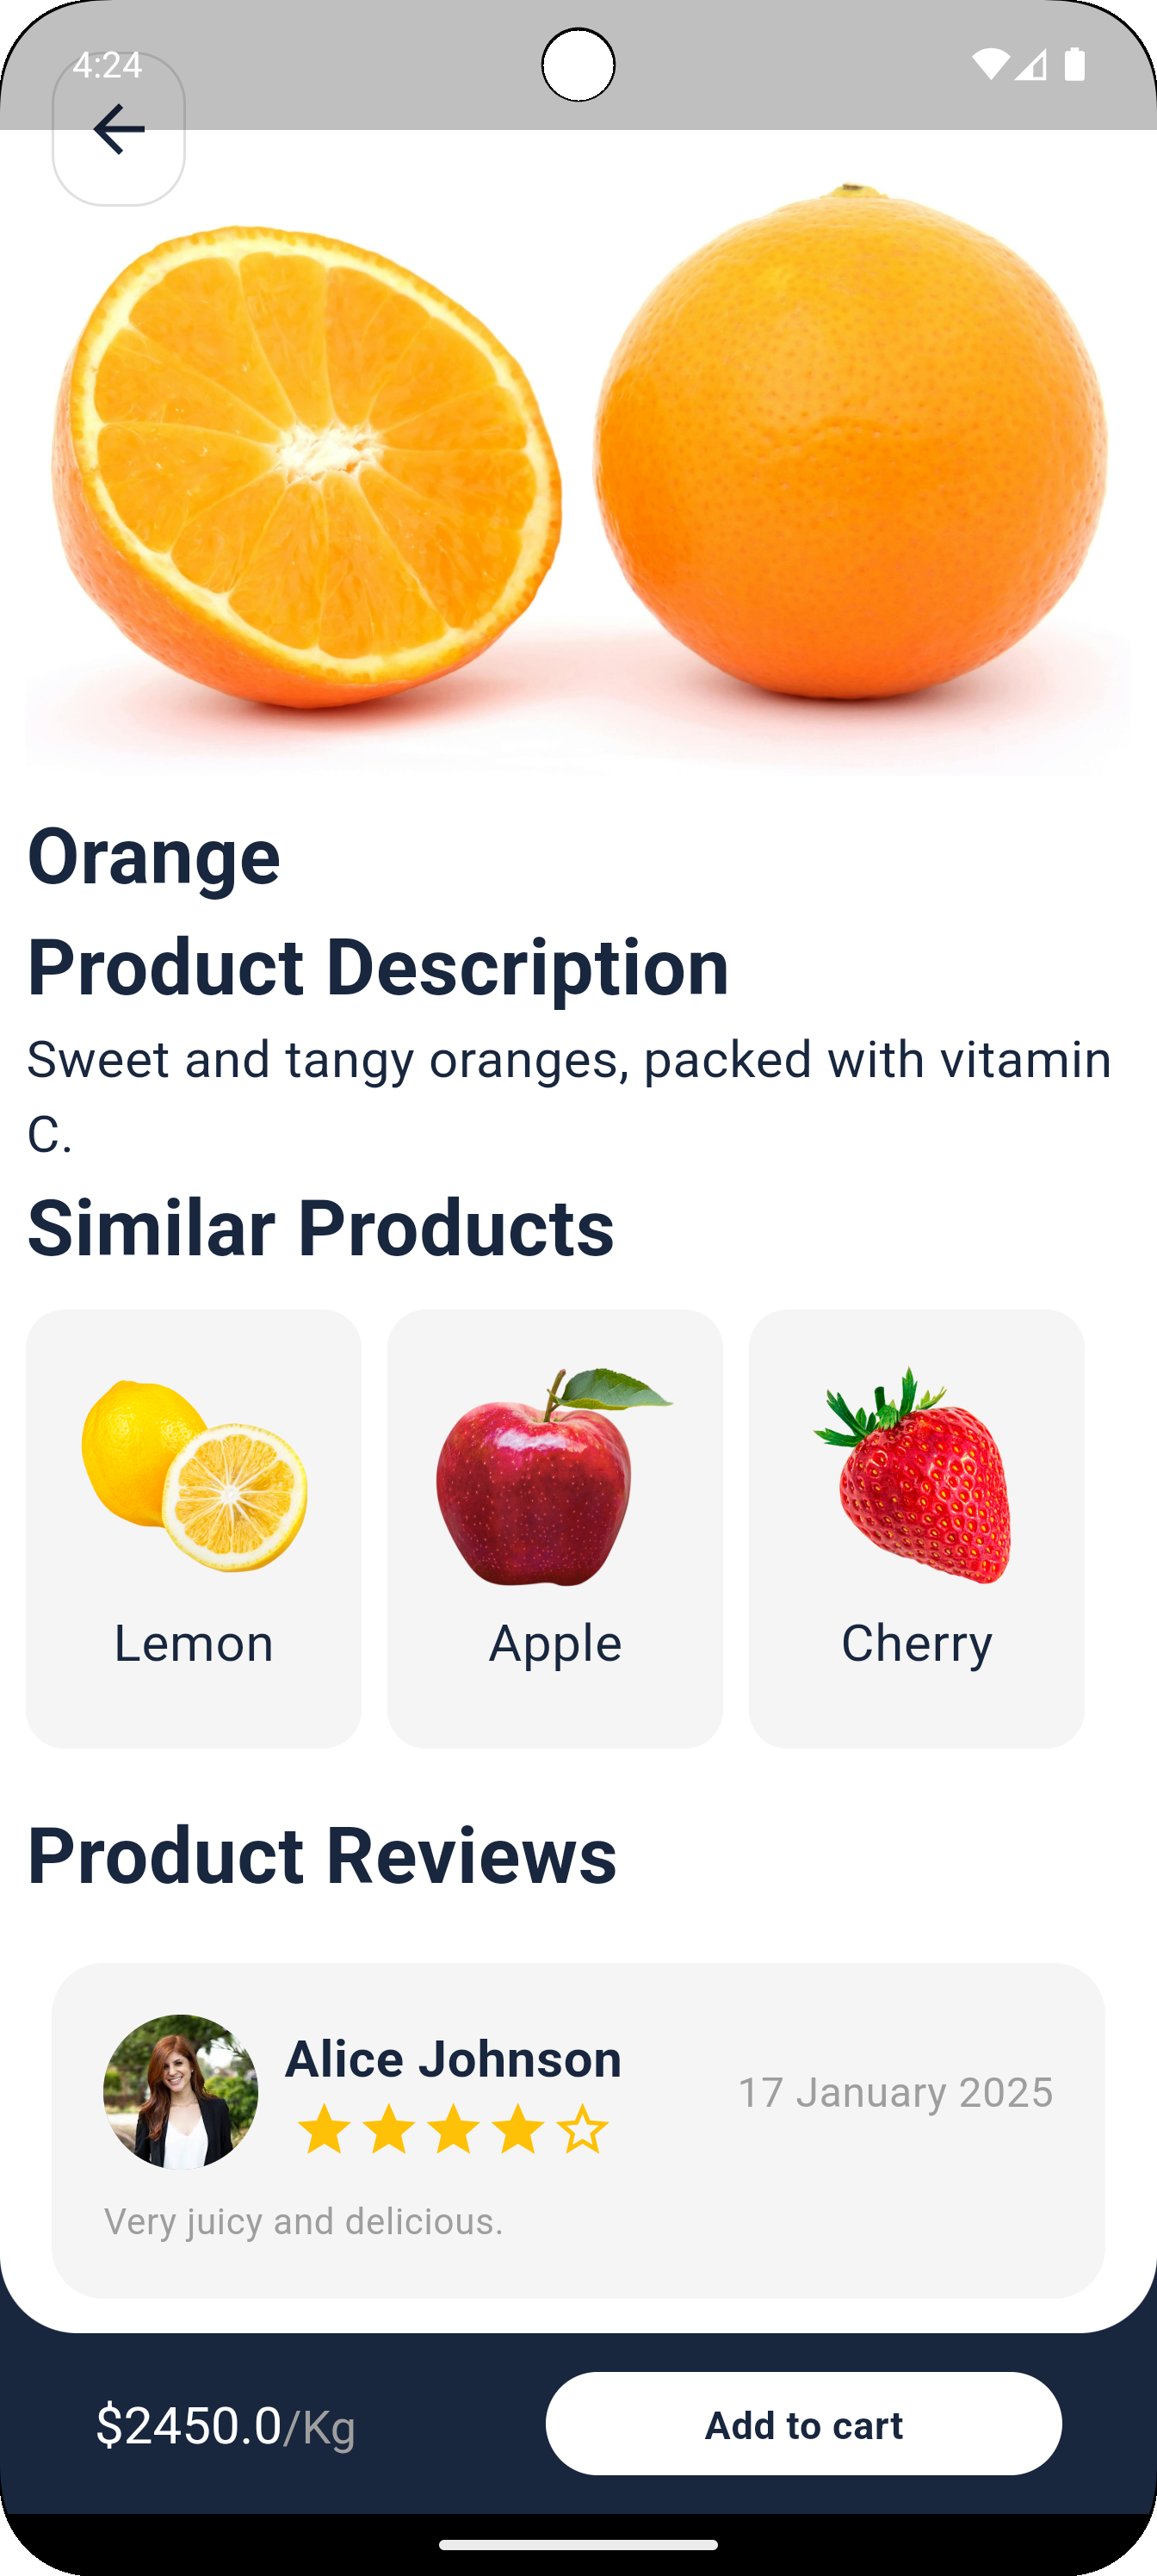 4:24
Orange
Product Description
Sweet and tangy oranges, packed with vitamin
C.
Similar Products
Lemon
Apple
Cherry
Product Reviews
Alice Johnson
17 January 2025
Very juicy and delicious.
$2450.0/Kg
Add to cart